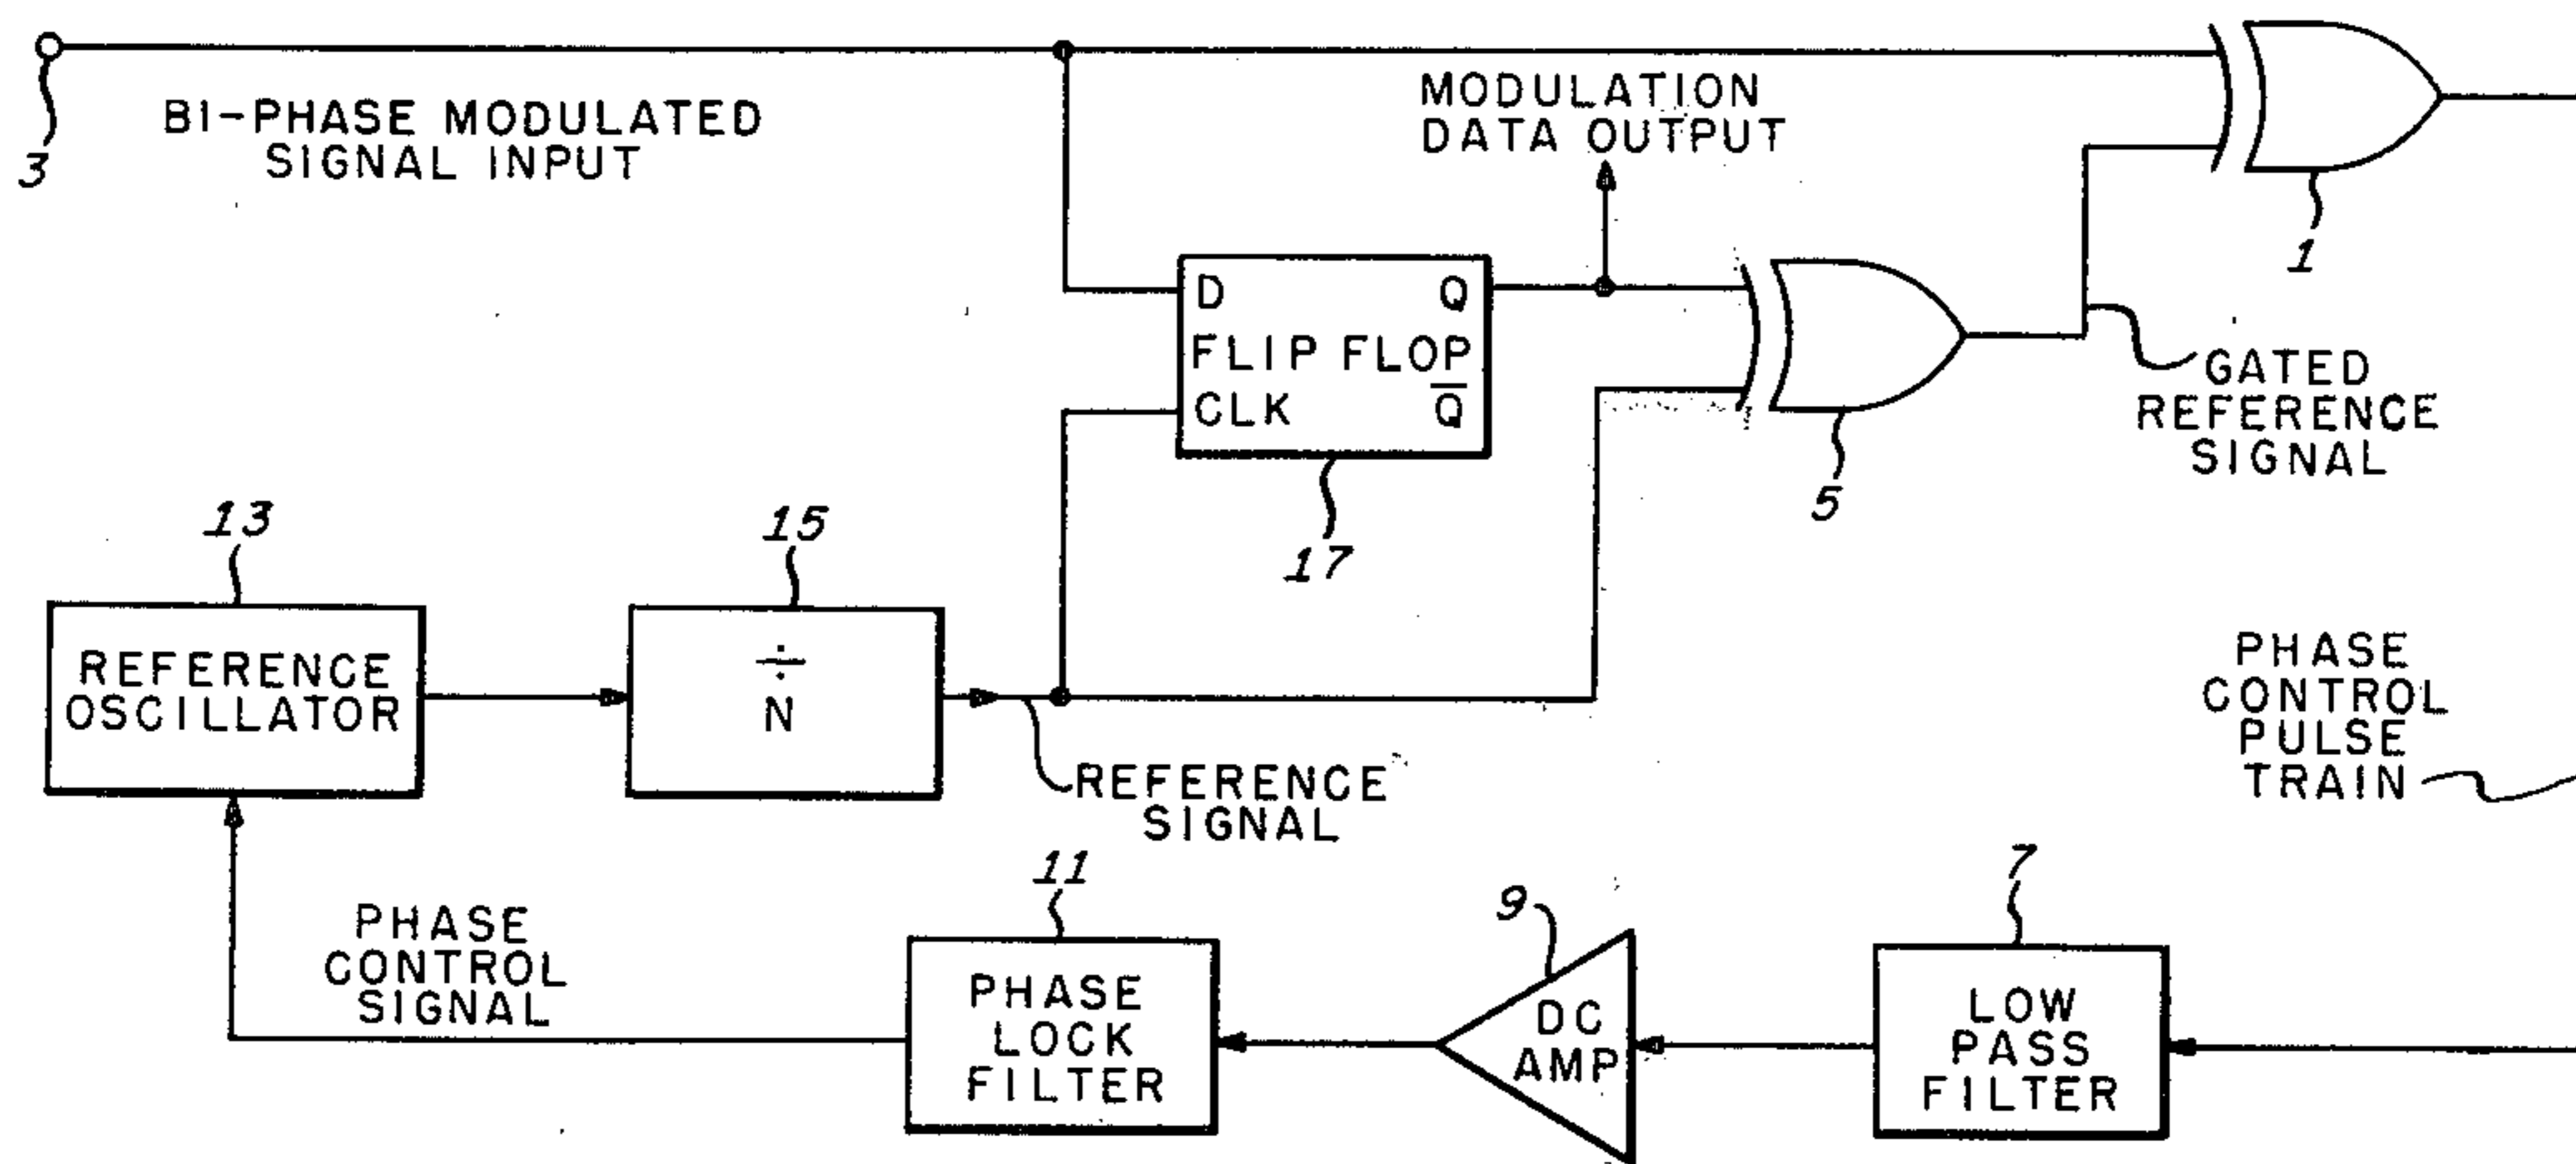 3
BI-PHASE MODULATED
SIGNAL INPUT
MODULATION
DATA OUTPUT
1
D
Q
FLIP FLOP
CLK
Q̅
17
5
GATED
REFERENCE
SIGNAL
13
REFERENCE
OSCILLATOR
15
÷
N
REFERENCE
SIGNAL
PHASE
CONTROL
PULSE
TRAIN
PHASE
CONTROL
SIGNAL
11
PHASE
LOCK
FILTER
9
DC
AMP
7
LOW
PASS
FILTER